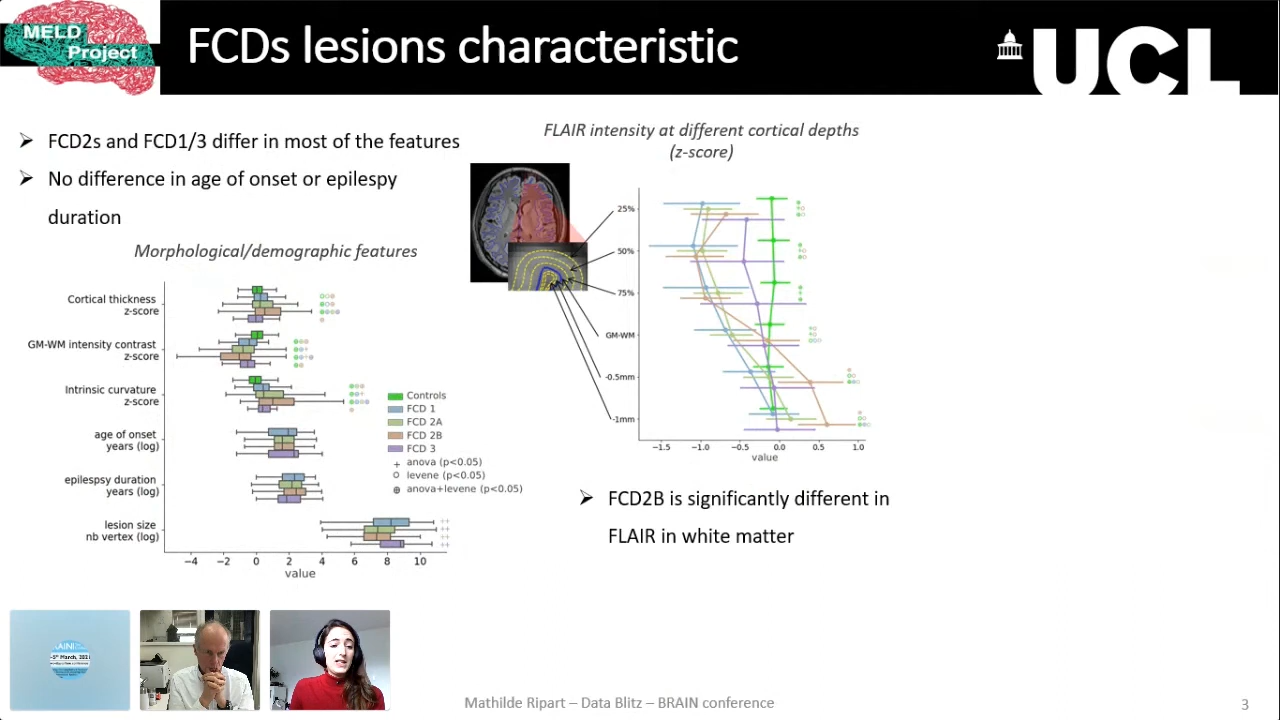 MELD
Project
FCDs lesions characteristic
UCL
FCD2s and FCD1/3 differ in most of the features
No difference in age of onset or epilespy
duration
Morphological/demographic features
Cortical thickness
z-score
GM-WM intensity contrast
z-score
Intrinsic curvature
z-score
age of onset
years (log)
epilespsy duration
years (log)
lesion size
nb vertex (log)
Controls
FCD 1
FCD 2A
FCD 2B
FCD 3
+ anova (p<0.05)
levene (p<0.05)
anova+levene (p<0.05)
++
++
++
++
−4 −2 0 2 4 6 8 10
value
FLAIR intensity at different cortical depths
(z-score)
25%
50%
75%
GM-WM
-0.5mm
-1mm
−1.5 −1.0 −0.5 0.0 0.5 1.0
value
FCD2B is significantly different in
FLAIR in white matter
Mathilde Ripart – Data Blitz – BRAIN conference
3